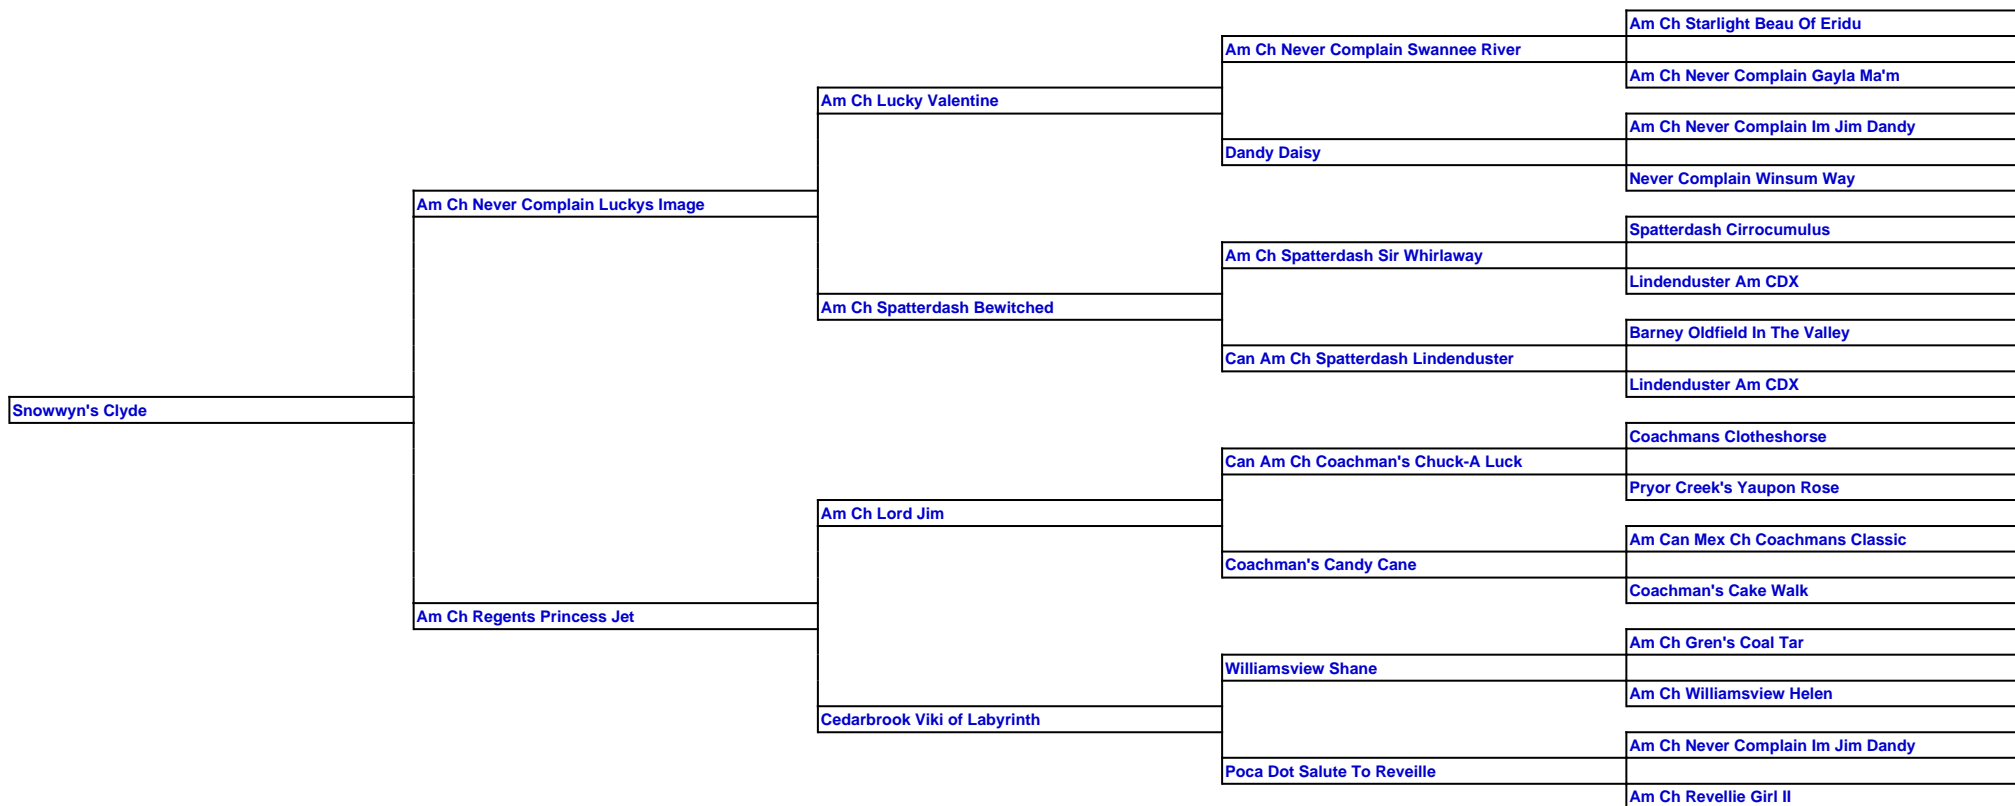 Am Ch Starlight Beau Of Eridu
Am Ch Never Complain Swannee River
Am Ch Never Complain Gayla Ma'm
Am Ch Lucky Valentine
Am Ch Never Complain Im Jim Dandy
Dandy Daisy
Never Complain Winsum Way
Am Ch Never Complain Luckys Image
Spatterdash Cirrocumulus
Am Ch Spatterdash Sir Whirlaway
Lindenduster Am CDX
Am Ch Spatterdash Bewitched
Barney Oldfield In The Valley
Can Am Ch Spatterdash Lindenduster
Lindenduster Am CDX
Snowwyn's Clyde
Coachmans Clotheshorse
Can Am Ch Coachman's Chuck-A Luck
Pryor Creek's Yaupon Rose
Am Ch Lord Jim
Am Can Mex Ch Coachmans Classic
Coachman's Candy Cane
Coachman's Cake Walk
Am Ch Regents Princess Jet
Am Ch Gren's Coal Tar
Williamsview Shane
Am Ch Williamsview Helen
Cedarbrook Viki of Labyrinth
Am Ch Never Complain Im Jim Dandy
Poca Dot Salute To Reveille
Am Ch Revellie Girl II